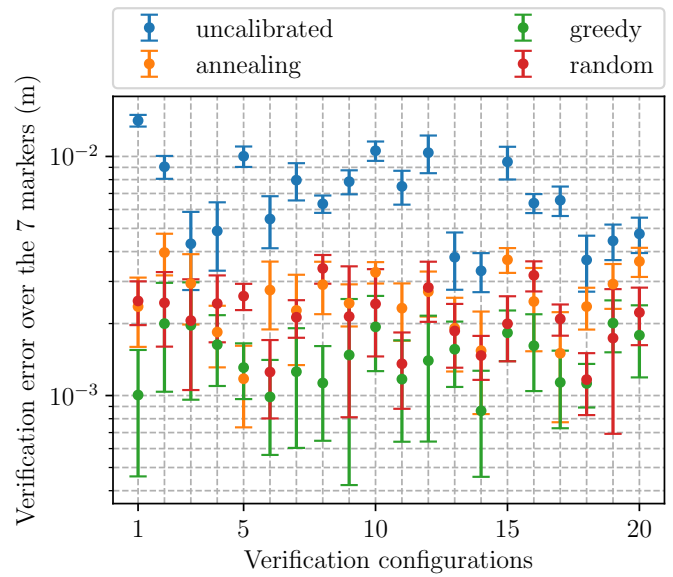 uncalibrated
annealing
greedy
random
Verification error over the 7 markers (m)
10⁻²
10⁻³
1 5 10 15 20
Verification configurations